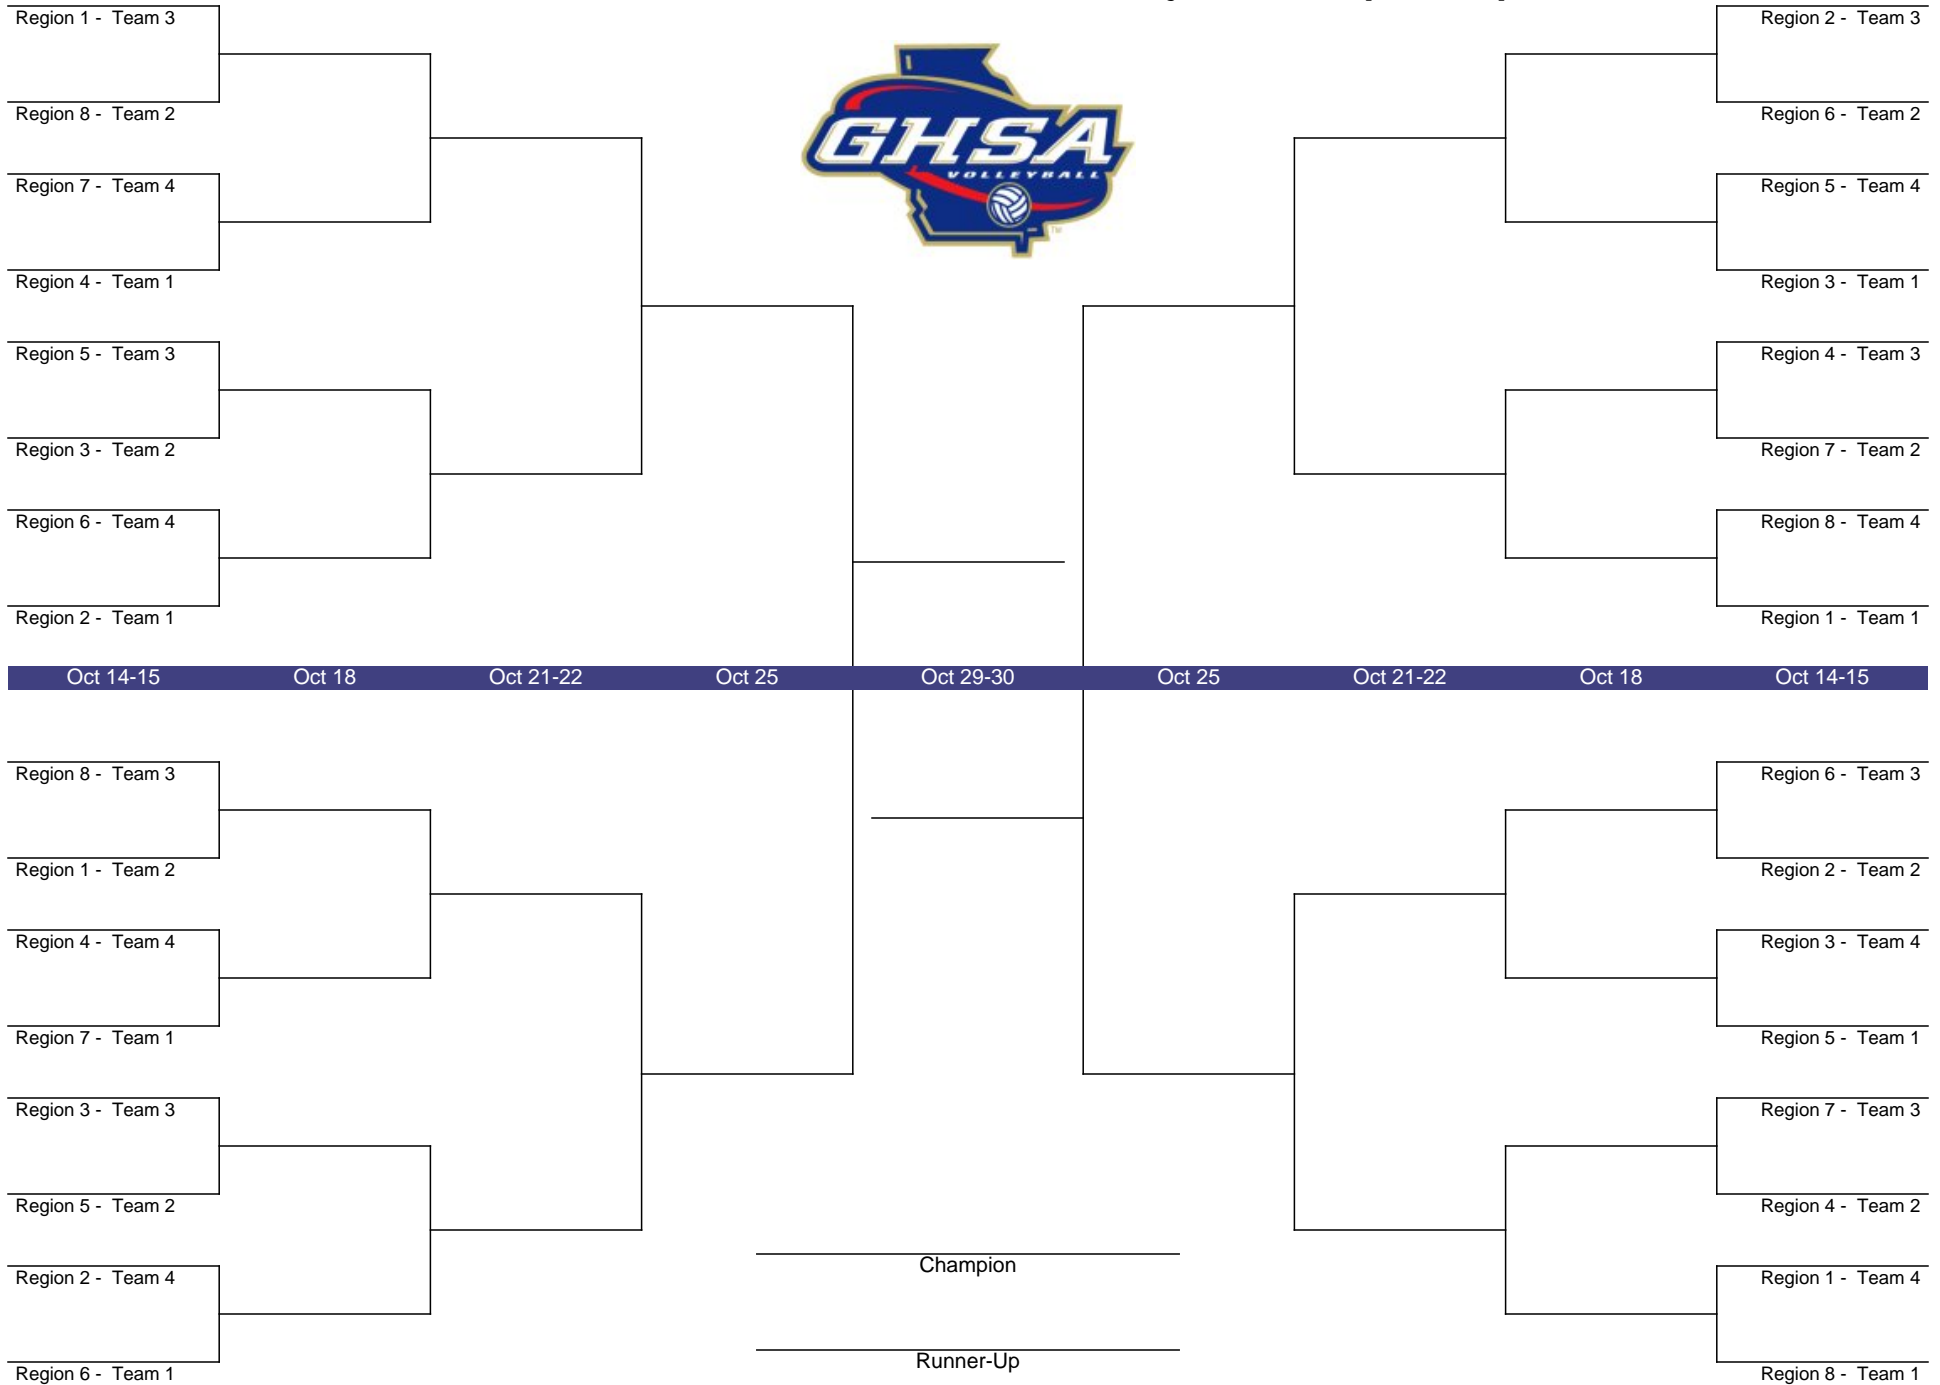 Region 1 - Team 3
Region 8 - Team 2
Region 7 - Team 4
Region 4 - Team 1
Region 5 - Team 3
Region 3 - Team 2
Region 6 - Team 4
Region 2 - Team 1
GHSA
VOLLEYBALL
TM
Region 2 - Team 3
Region 6 - Team 2
Region 5 - Team 4
Region 3 - Team 1
Region 4 - Team 3
Region 7 - Team 2
Region 8 - Team 4
Region 1 - Team 1
Oct 14-15 Oct 18 Oct 21-22 Oct 25 Oct 29-30 Oct 25 Oct 21-22 Oct 18 Oct 14-15
Region 8 - Team 3
Region 1 - Team 2
Region 4 - Team 4
Region 7 - Team 1
Region 3 - Team 3
Region 5 - Team 2
Region 2 - Team 4
Region 6 - Team 1
Champion
Runner-Up
Region 6 - Team 3
Region 2 - Team 2
Region 3 - Team 4
Region 5 - Team 1
Region 7 - Team 3
Region 4 - Team 2
Region 1 - Team 4
Region 8 - Team 1